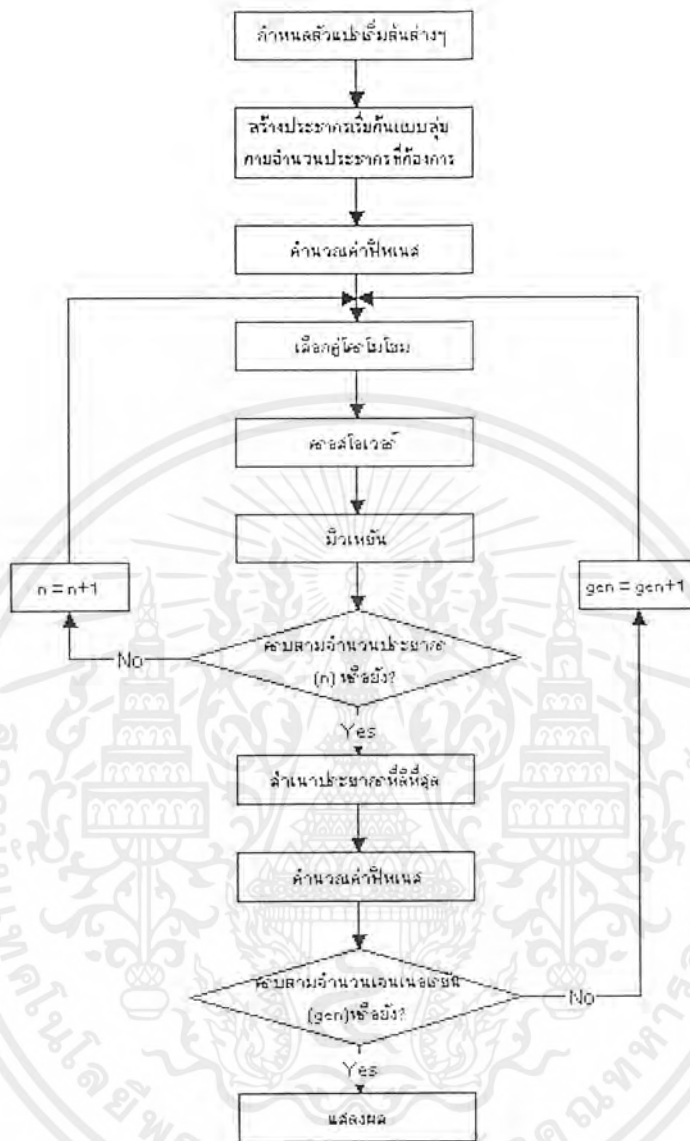 กำหนดตัวแปรเริ่มต้นต่างๆ
สร้างประชากรเริ่มต้นแบบสุ่ม
ตามจำนวนประชากรที่ต้องการ
คำนวณค่าฟิทเนส
เลือกคู่โครโมโซม
ครอสโอเวอร์
มิวเทชัน
n = n+1
gen = gen+1
ครบตามจำนวนประชากร
(n) หรือยัง?
No
Yes
สำเนาประชากรที่ดีที่สุด
คำนวณค่าฟิทเนส
ครบตามจำนวนเจนเนอเรชัน
(gen)หรือยัง?
No
Yes
แสดงผล